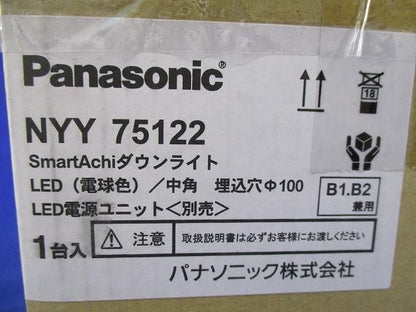 Panasonic®
NYY 75122
SmartAchiダウンライト
LED（電球色）／中角 埋込穴Φ100
LED電源ユニット＜別売＞
1台入
注意
取扱説明書は必ずお客様にお渡しください
パナソニック株式会社
18
B1.B2
兼用